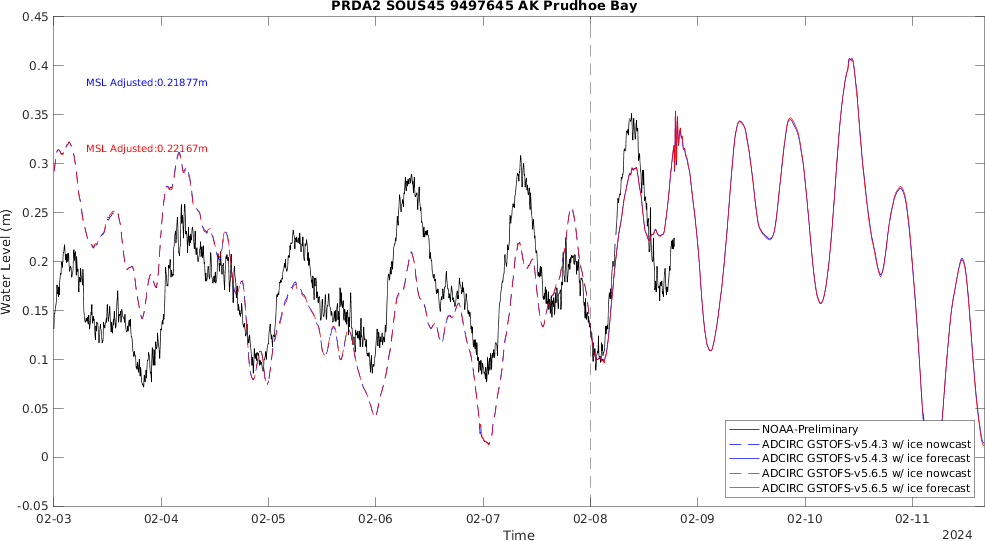 PRDA2 SOUS45 9497645 AK Prudhoe Bay
0.45
0.4
0.35
0.3
0.25
0.2
0.15
0.1
0.05
0
-0.05
Water Level (m)
MSL Adjusted:0.21877m
MSL Adjusted:0.22167m
NOAA-Preliminary
ADCIRC GSTOFS-v5.4.3 w/ ice nowcast
ADCIRC GSTOFS-v5.4.3 w/ ice forecast
ADCIRC GSTOFS-v5.6.5 w/ ice nowcast
ADCIRC GSTOFS-v5.6.5 w/ ice forecast
02-03 02-04 02-05 02-06 02-07 02-08 02-09 02-10 02-11
Time
2024